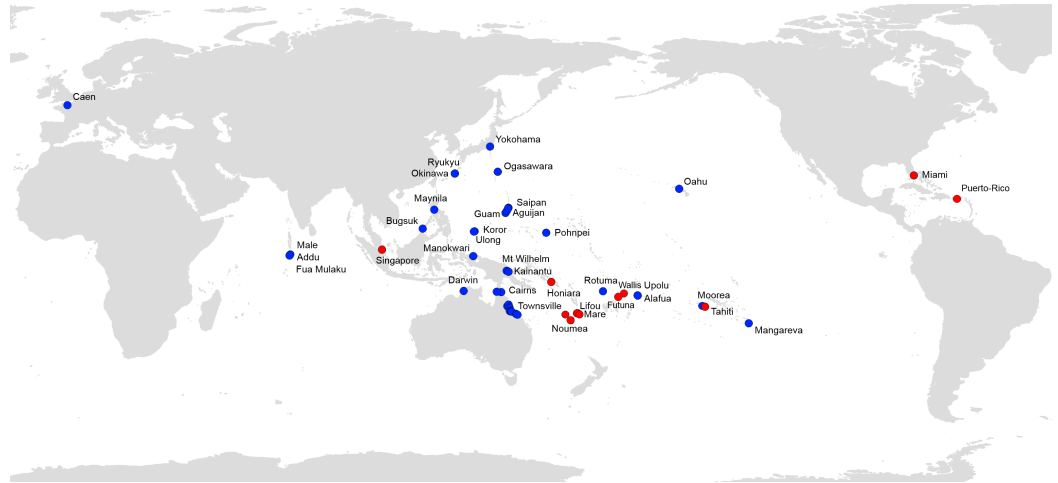 Caen
Yokohama
Ryukyu
Okinawa
Ogasawara
Miami
Oahu
Puerto-Rico
Maynila
Saipan
Guam
Aguijan
Bugsuk
Koror
Ulong
Pohnpei
Male
Addu
Fua Mulaku
Singapore
Manokwari
Mt Wilhelm
Kainantu
Darwin
Cairns
Honiara
Rotuma
Wallis
Upolu
Futuna
Alafua
Moorea
Tahiti
Townsville
Lifou
Mare
Noumea
Mangareva